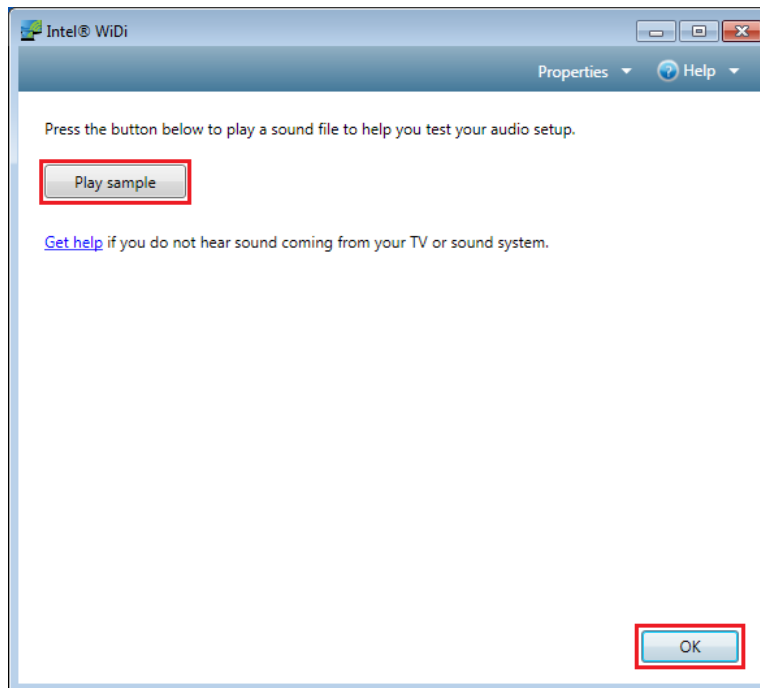 Intel® WiDi
Properties Help
Press the button below to play a sound file to help you test your audio setup.
Play sample
Get help if you do not hear sound coming from your TV or sound system.
OK